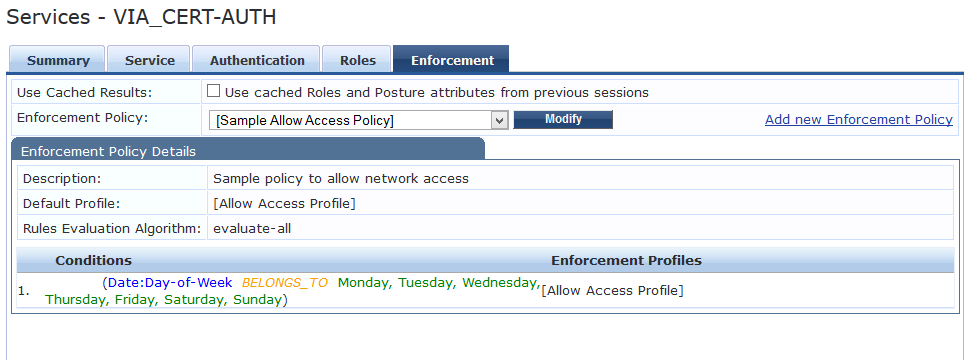 Services - VIA_CERT-AUTH
Summary Service Authentication Roles Enforcement
Use Cached Results: Use cached Roles and Posture attributes from previous sessions
Enforcement Policy: [Sample Allow Access Policy] Modify Add new Enforcement Policy
Enforcement Policy Details
Description: Sample policy to allow network access
Default Profile: [Allow Access Profile]
Rules Evaluation Algorithm: evaluate-all
Conditions Enforcement Profiles
1. (Date:Day-of-Week BELONGS_TO Monday, Tuesday, Wednesday,
Thursday, Friday, Saturday, Sunday) [Allow Access Profile]